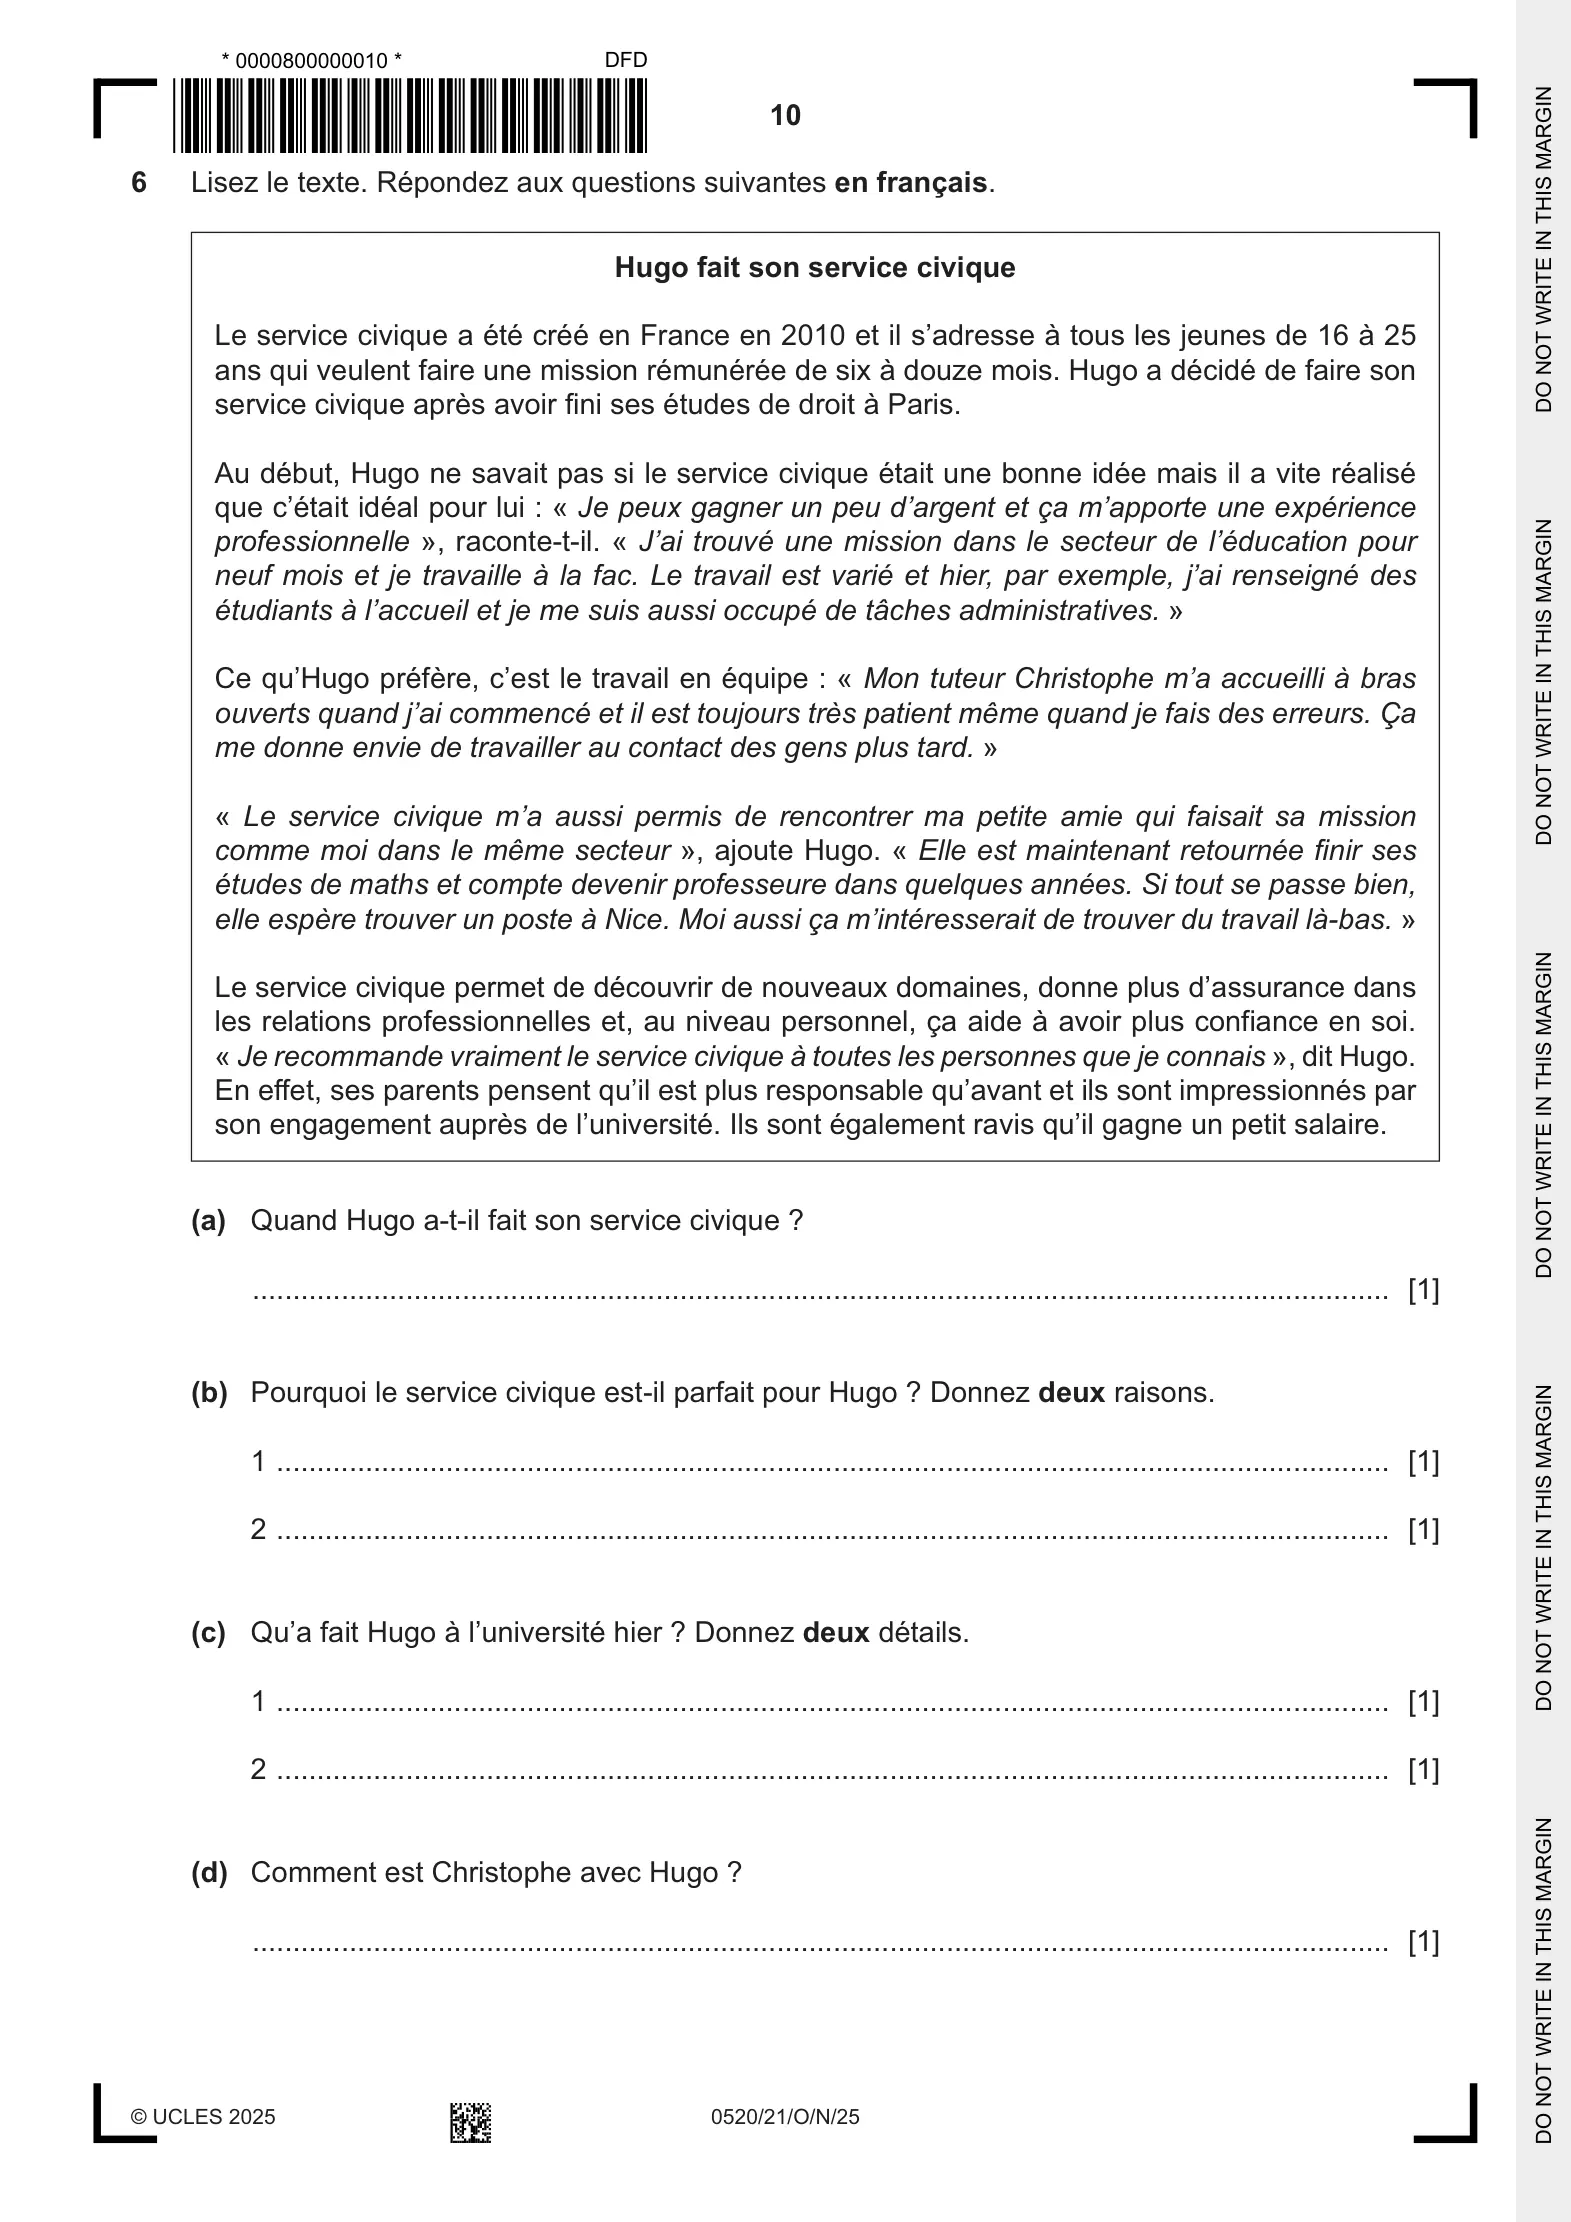 * 0000800000010 *
DFD
10
6 Lisez le texte. Répondez aux questions suivantes en français.
Hugo fait son service civique
Le service civique a été créé en France en 2010 et il s’adresse à tous les jeunes de 16 à 25
ans qui veulent faire une mission rémunérée de six à douze mois. Hugo a décidé de faire son
service civique après avoir fini ses études de droit à Paris.
Au début, Hugo ne savait pas si le service civique était une bonne idée mais il a vite réalisé
que c’était idéal pour lui : « Je peux gagner un peu d’argent et ça m’apporte une expérience
professionnelle », raconte-t-il. « J’ai trouvé une mission dans le secteur de l’éducation pour
neuf mois et je travaille à la fac. Le travail est varié et hier, par exemple, j’ai renseigné des
étudiants à l’accueil et je me suis aussi occupé de tâches administratives. »
Ce qu’Hugo préfère, c’est le travail en équipe : « Mon tuteur Christophe m’a accueilli à bras
ouverts quand j’ai commencé et il est toujours très patient même quand je fais des erreurs. Ça
me donne envie de travailler au contact des gens plus tard. »
« Le service civique m’a aussi permis de rencontrer ma petite amie qui faisait sa mission
comme moi dans le même secteur », ajoute Hugo. « Elle est maintenant retournée finir ses
études de maths et compte devenir professeure dans quelques années. Si tout se passe bien,
elle espère trouver un poste à Nice. Moi aussi ça m’intéresserait de trouver du travail là-bas. »
Le service civique permet de découvrir de nouveaux domaines, donne plus d’assurance dans
les relations professionnelles et, au niveau personnel, ça aide à avoir plus confiance en soi.
« Je recommande vraiment le service civique à toutes les personnes que je connais », dit Hugo.
En effet, ses parents pensent qu’il est plus responsable qu’avant et ils sont impressionnés par
son engagement auprès de l’université. Ils sont également ravis qu’il gagne un petit salaire.
(a) Quand Hugo a-t-il fait son service civique ?
[1]
(b) Pourquoi le service civique est-il parfait pour Hugo ? Donnez deux raisons.
1 [1]
2 [1]
(c) Qu’a fait Hugo à l’université hier ? Donnez deux détails.
1 [1]
2 [1]
(d) Comment est Christophe avec Hugo ?
[1]
© UCLES 2025
0520/21/O/N/25
DO NOT WRITE IN THIS MARGIN
DO NOT WRITE IN THIS MARGIN
DO NOT WRITE IN THIS MARGIN
DO NOT WRITE IN THIS MARGIN
DO NOT WRITE IN THIS MARGIN